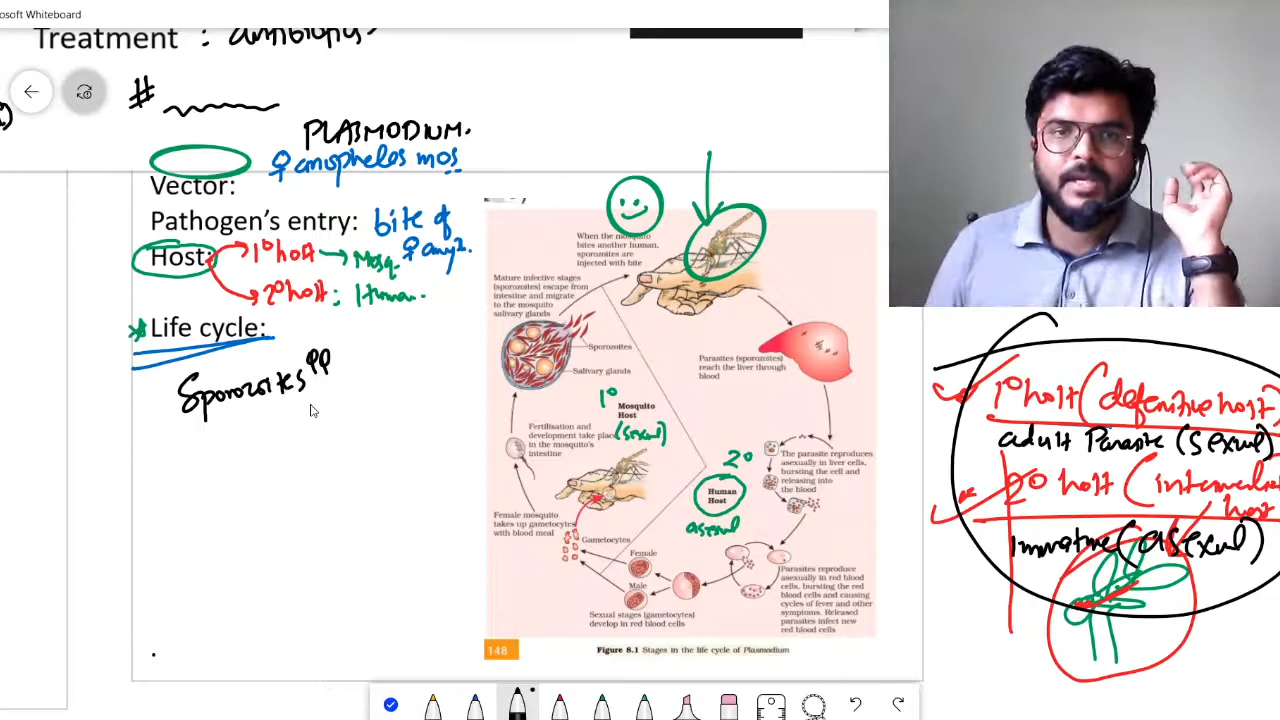 osoft Whiteboard
Treatment : antibiotics
#
PLASMODIUM.
♀ anopheles mos
Vector:
Pathogen's entry: bite of
♀ any2.
Host: 1° host → Mosq.
2° host : Human.
Life cycle:
Sporozoites
When the mosquito
bites another human,
sporozoites are
injected with bite
Mature infective stages
(sporozoites) escape from
intestine and migrate
to the mosquito
salivary glands
Sporozoites
Salivary glands
Parasites (sporozoites)
reach the liver through
blood
1°
Mosquito
Host
(sexual)
Fertilisation and
development take place
in the mosquito's
intestine
2°
Human
Host
asexual
The parasite reproduces
asexually in liver cells,
bursting the cell and
releasing into
the blood
Female mosquito
takes up gametocytes
with blood meal
Gametocytes
Female
Male
Sexual stages (gametocytes)
develop in red blood cells
Parasites reproduce
asexually in red blood
cells, bursting the red
blood cells and causing
cycles of fever and other
symptoms. Released
parasites infect new
red blood cells
148
Figure 8.1 Stages in the life cycle of Plasmodium
1° host (definitive host)
adult Parasite (sexual)
2° host (intermedia
host
immature (asexual)